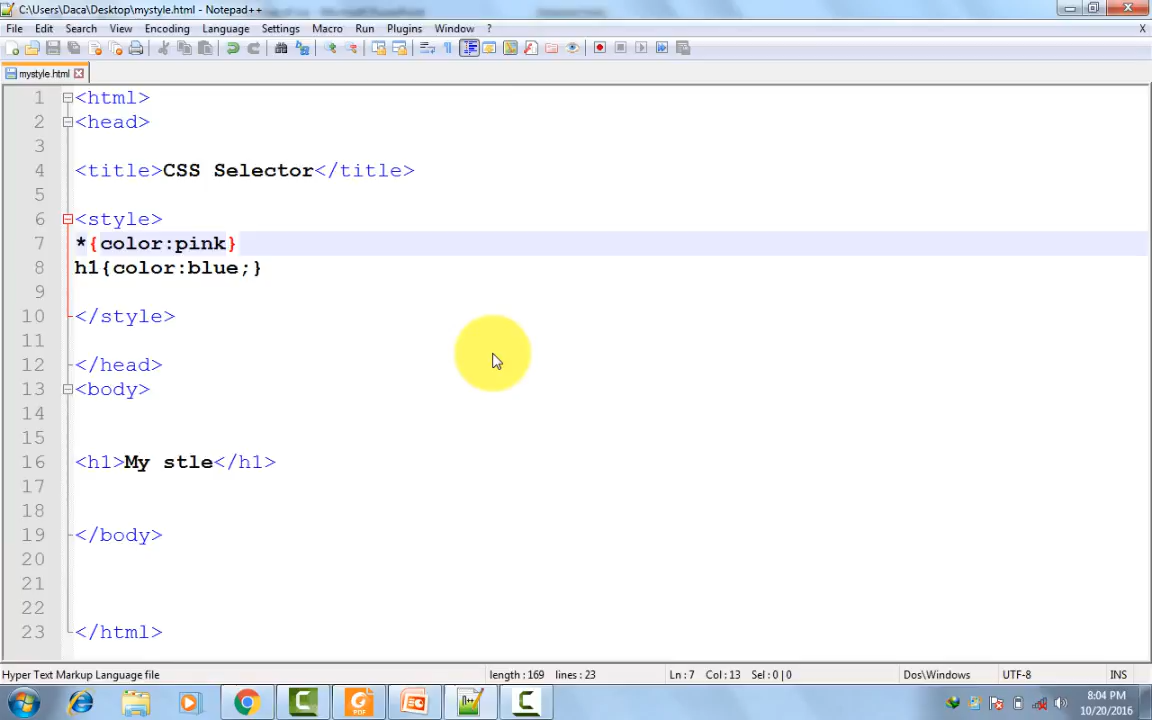 C:\Users\Daca\Desktop\mystyle.html - Notepad++
File Edit Search View Encoding Language Settings Macro Run Plugins Window ? X
mystyle.html
1 <html>
2 <head>
3
4 <title>CSS Selector</title>
5
6 <style>
7 *{color:pink}
8 h1{color:blue;}
9
10 </style>
11
12 </head>
13 <body>
14
15
16 <h1>My stle</h1>
17
18
19 </body>
20
21
22
23 </html>
Hyper Text Markup Language file length : 169 lines : 23 Ln : 7 Col : 13 Sel : 0 | 0 Dos\Windows UTF-8 INS
8:04 PM
10/20/2016